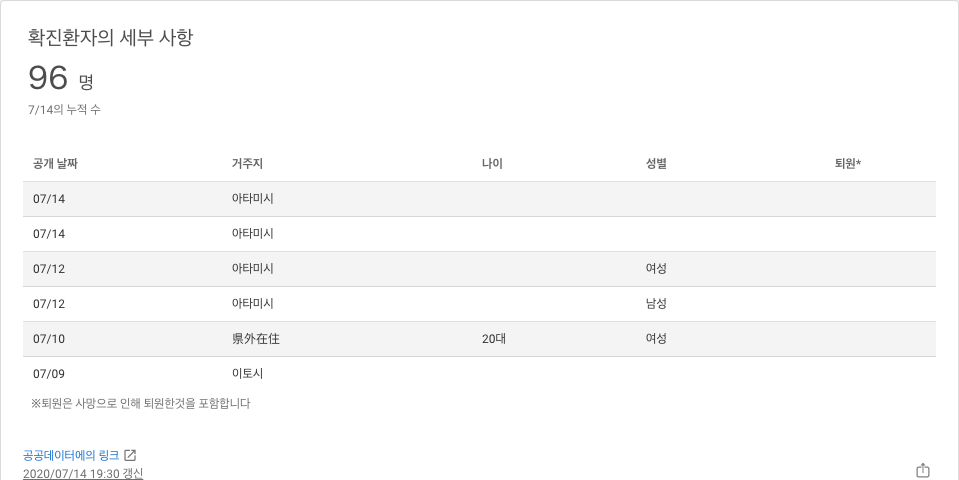 확진환자의 세부 사항
96 명
7/14의 누적 수
공개 날짜 거주지 나이 성별 퇴원*
07/14 아타미시
07/14 아타미시
07/12 아타미시 여성
07/12 아타미시 남성
07/10 県外在住 20대 여성
07/09 이토시
※퇴원은 사망으로 인해 퇴원한것을 포함합니다
공공데이터에의 링크
2020/07/14 19:30 갱신